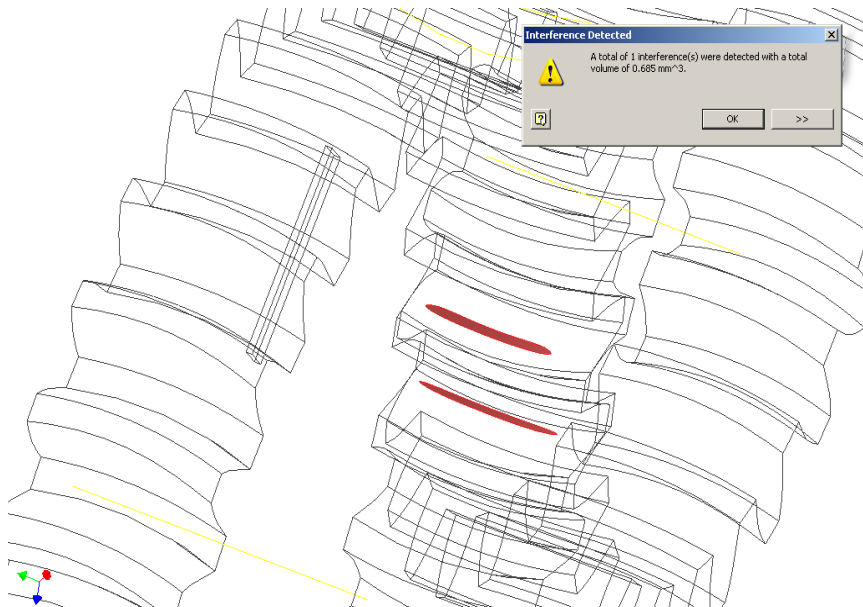 Interference Detected
A total of 1 interference(s) were detected with a total
volume of 0.685 mm^3.
OK
>>